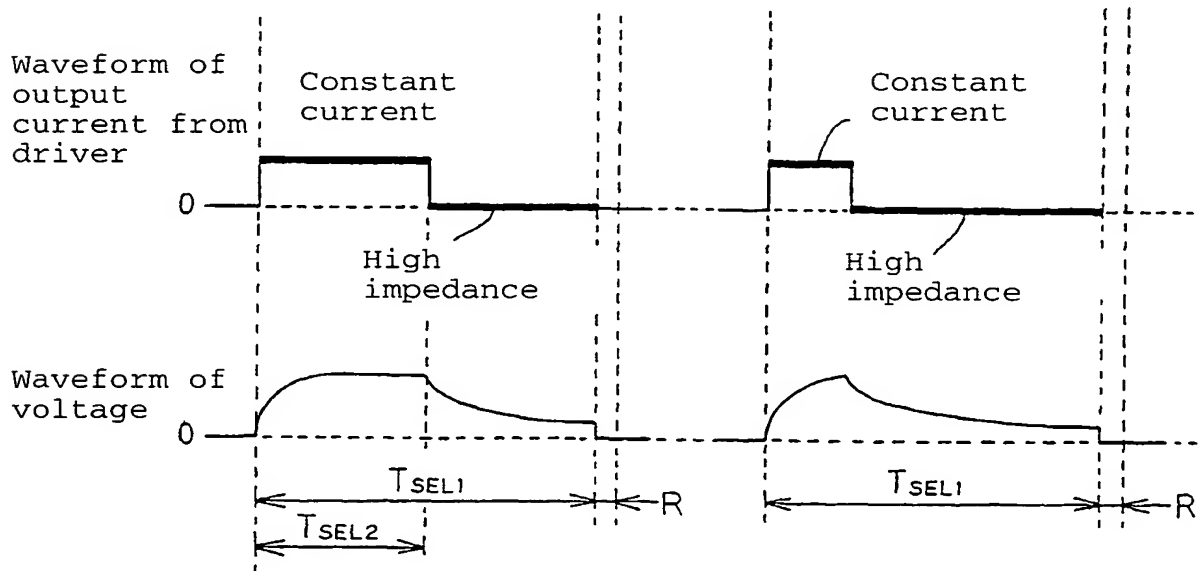 Waveform of
output
current from
driver
Constant
current
Constant
current
0
High
impedance
High
impedance
Waveform of
voltage
0
TSEL1
R
TSEL2
TSEL1
R